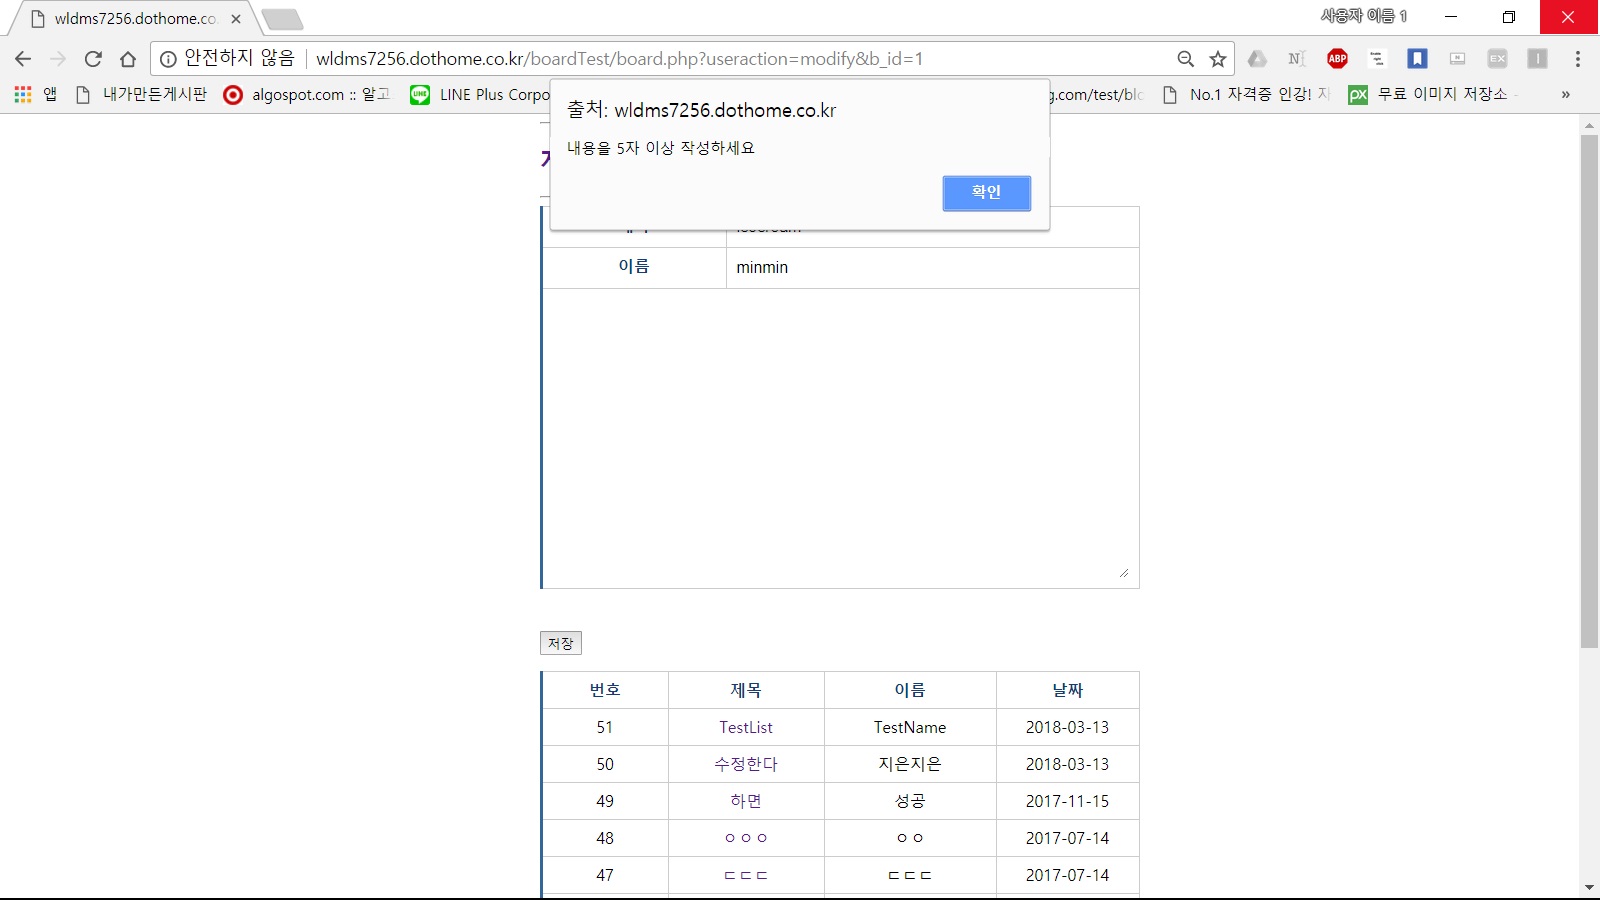 wldms7256.dothome.co.
사용자 이름 1
안전하지 않음 wldms7256.dothome.co.kr/boardTest/board.php?useraction=modify&b_id=1
ABP EX
앱 내가만든게시판 algospot.com :: 알고 LINE Plus Corpo g.com/test/blo No.1 자격증 인강! 자 px 무료 이미지 저장소 - »
출처: wldms7256.dothome.co.kr
내용을 5자 이상 작성하세요
확인
이름 minmin
저장
번호 제목 이름 날짜
51 TestList TestName 2018-03-13
50 수정한다 지은지은 2018-03-13
49 하면 성공 2017-11-15
48 ㅇㅇㅇ ㅇㅇ 2017-07-14
47 ㄷㄷㄷ ㄷㄷㄷ 2017-07-14